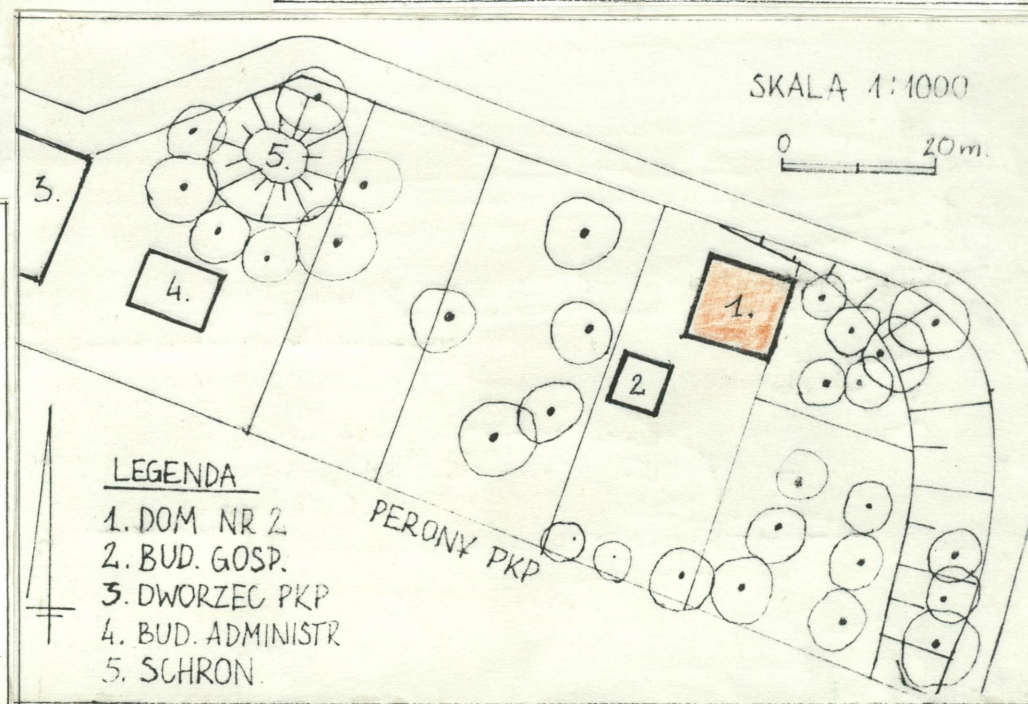 SKALA 1:1000
0 20m.
5.
3.
4.
1.
2
PERONY PKP
LEGENDA
1. DOM NR 2
2. BUD. GOSP.
3. DWORZEC PKP
4. BUD. ADMINISTR
5. SCHRON.